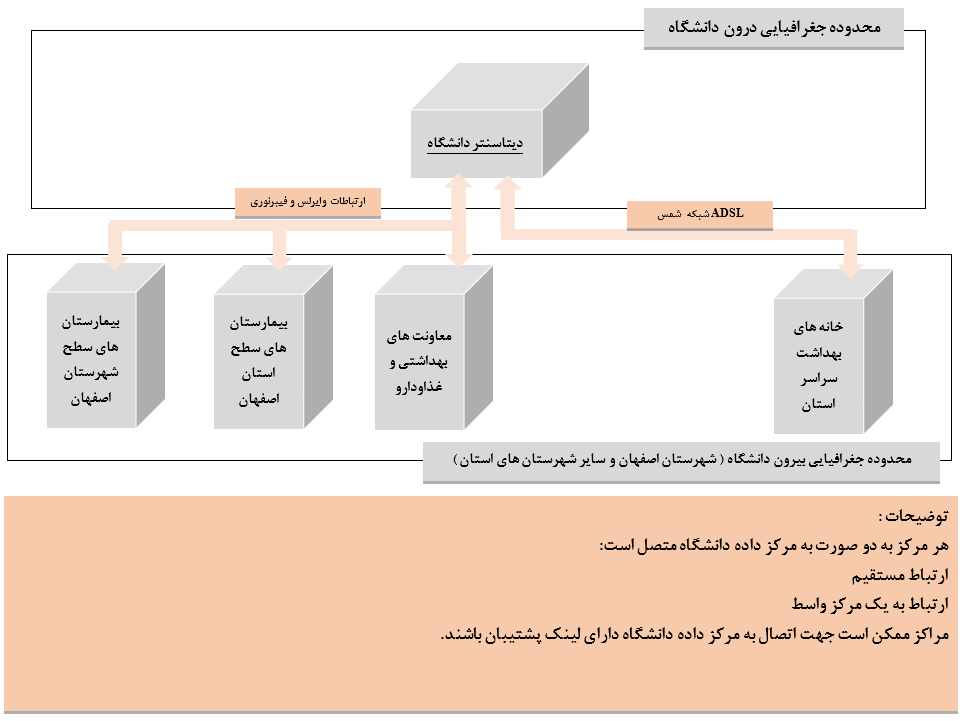 محدوده جغرافیایی درون دانشگاه
دیتاسنتر دانشگاه
ارتباطات وایرلس و فیبرنوری
ADSL شبکه شمس
خانه های
بهداشت
سراسر
استان
معاونت های
بهداشتی و
غذاودارو
بیمارستان
های سطح
استان
اصفهان
بیمارستان
های سطح
شهرستان
اصفهان
محدوده جغرافیایی بیرون دانشگاه ( شهرستان اصفهان و سایر شهرستان های استان )
توضیحات :
هر مرکز به دو صورت به مرکز داده دانشگاه متصل است:
ارتباط مستقیم
ارتباط به یک مرکز واسط
مراکز ممکن است جهت اتصال به مرکز داده دانشگاه دارای لینک پشتیبان باشند.